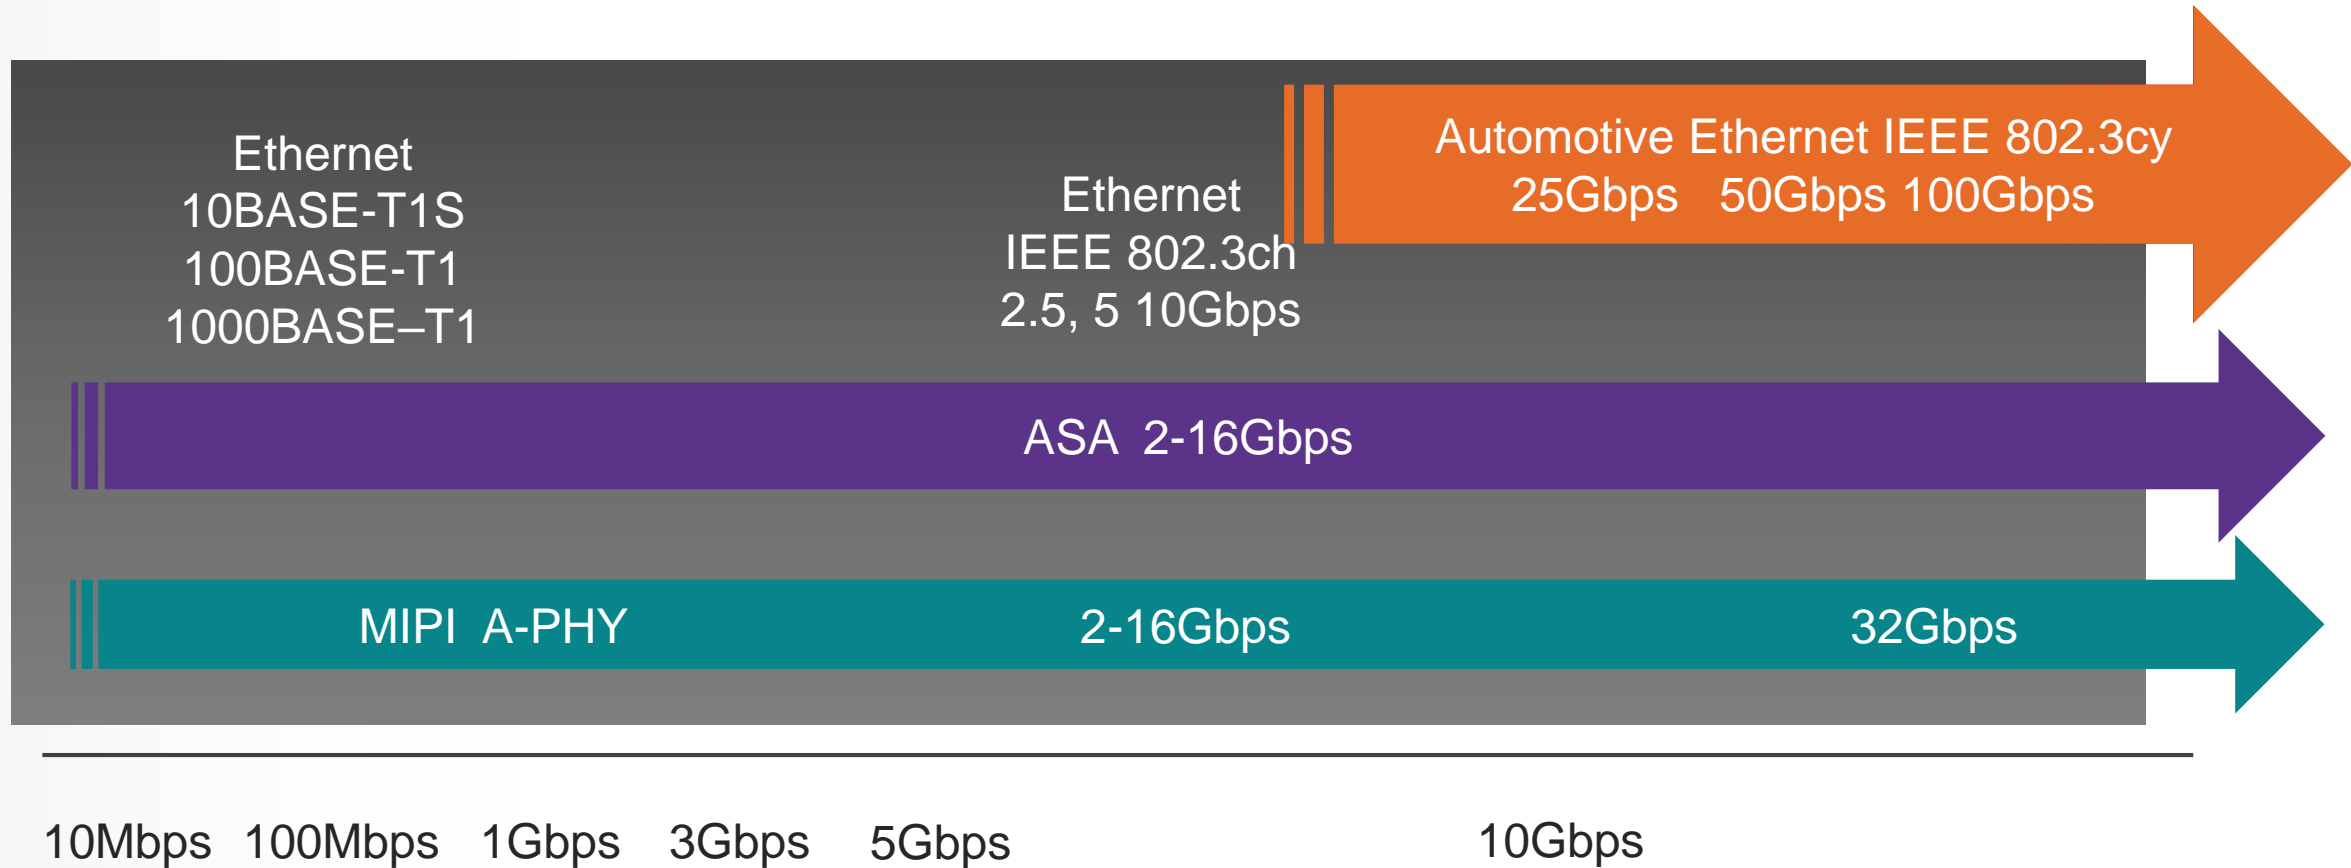 Ethernet
10BASE-T1S
100BASE-T1
1000BASE–T1
Ethernet
IEEE 802.3ch
2.5, 5 10Gbps
Automotive Ethernet IEEE 802.3cy
25Gbps 50Gbps 100Gbps
ASA 2-16Gbps
MIPI A-PHY 2-16Gbps 32Gbps
10Mbps 100Mbps 1Gbps 3Gbps 5Gbps 10Gbps